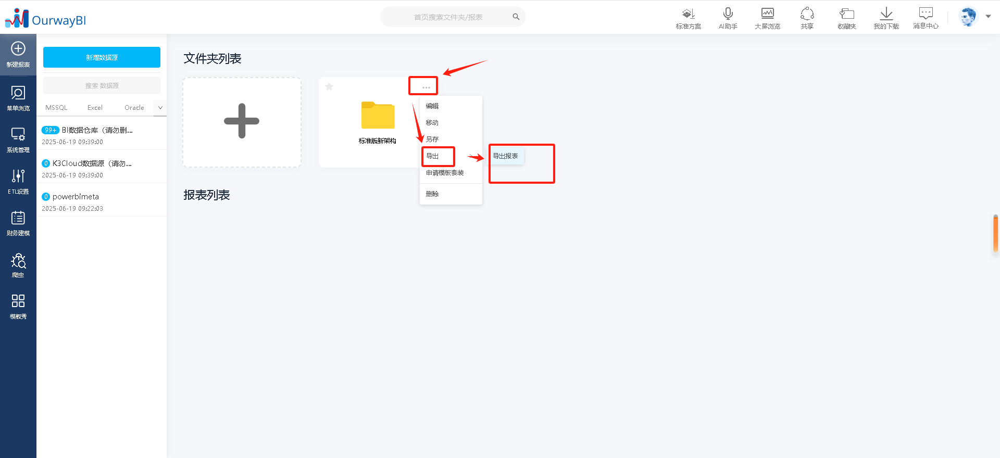 OurwayBI
首页搜索文件夹/报表
标准方案
AI助手
大屏浏览
共享
收藏夹
我的下载
消息中心
新建报表
菜单浏览
系统管理
ETL设置
财务建模
爬虫
模板秀
新增数据源
搜索 数据源
MSSQL Excel Oracle
99+ BI数据仓库（请勿删...
2025-06-19 09:39:00
0 K3Cloud数据源（请勿...
2025-06-19 09:39:00
0 powerbimeta
2025-06-19 09:22:03
文件夹列表
标准版新架构
...
编辑
移动
另存
导出
导出报表
申请模板套装
删除
报表列表